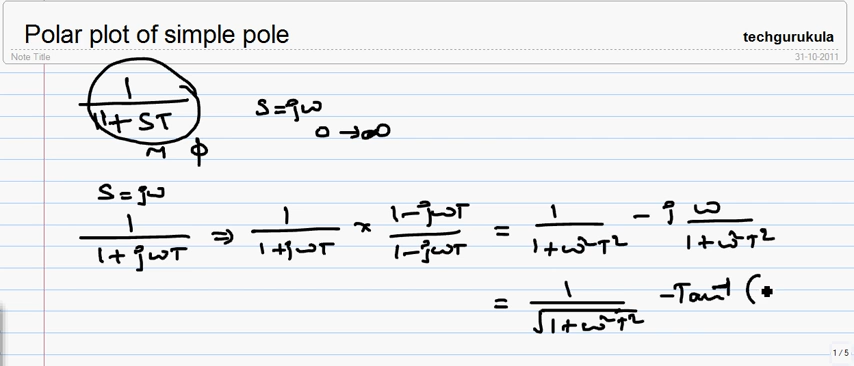 Polar plot of simple pole
techgurukula
Note Title
31-10-2011
1 / 1 + ST
S = jω
0 → ∞
M φ
S = jω
1 / 1 + jωT ⇒ 1 / 1+jωT × 1-jωT / 1-jωT = 1 / 1+ω²T² - j ω / 1+ω²T²
= 1 / √1+ω²T² -Tan⁻¹ (
1 / 5